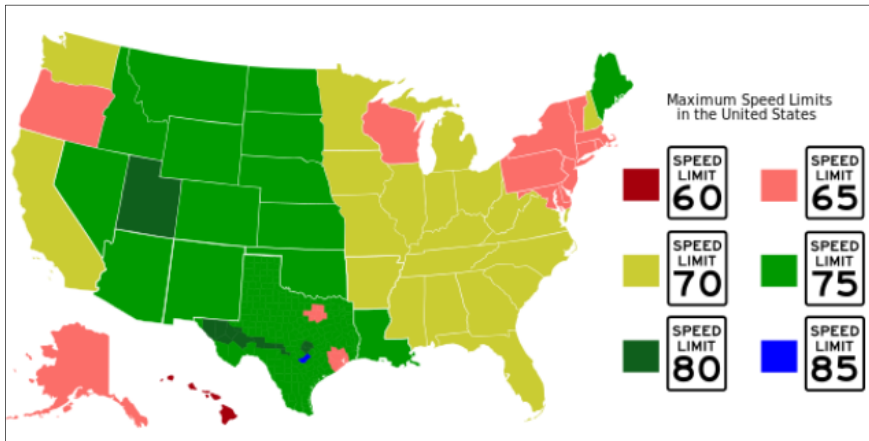 Maximum Speed Limits
in the United States
SPEED
LIMIT
60
SPEED
LIMIT
65
SPEED
LIMIT
70
SPEED
LIMIT
75
SPEED
LIMIT
80
SPEED
LIMIT
85